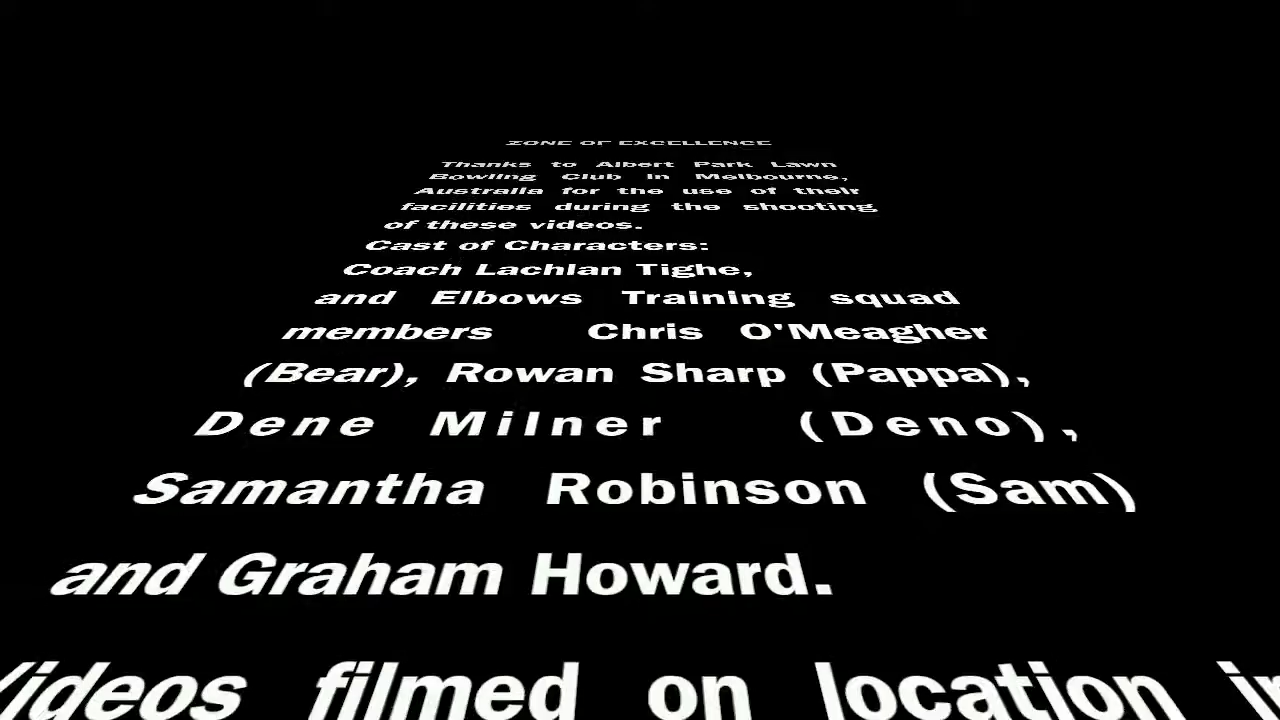 ZONE OF EXCELLENCE
Thanks to Albert Park Lawn
Bowling Club in Melbourne,
Australia for the use of their
facilities during the shooting
of these videos.
Cast of Characters:
Coach Lachlan Tighe,
and Elbows Training squad
members Chris O'Meagher
(Bear), Rowan Sharp (Pappa),
Dene Milner (Deno),
Samantha Robinson (Sam)
and Graham Howard.
Videos filmed on location in